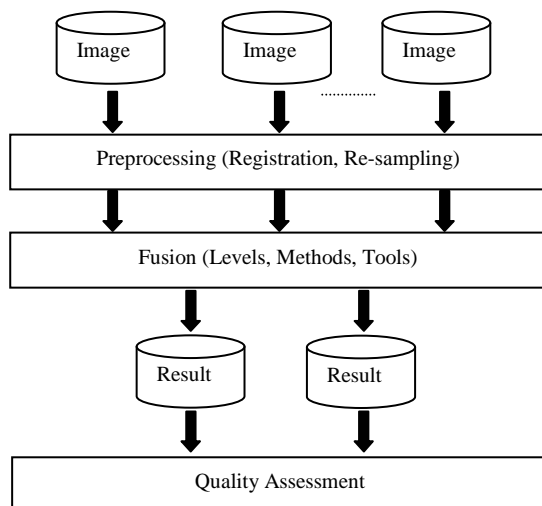 Image Image Image
Preprocessing (Registration, Re-sampling)
Fusion (Levels, Methods, Tools)
Result Result
Quality Assessment